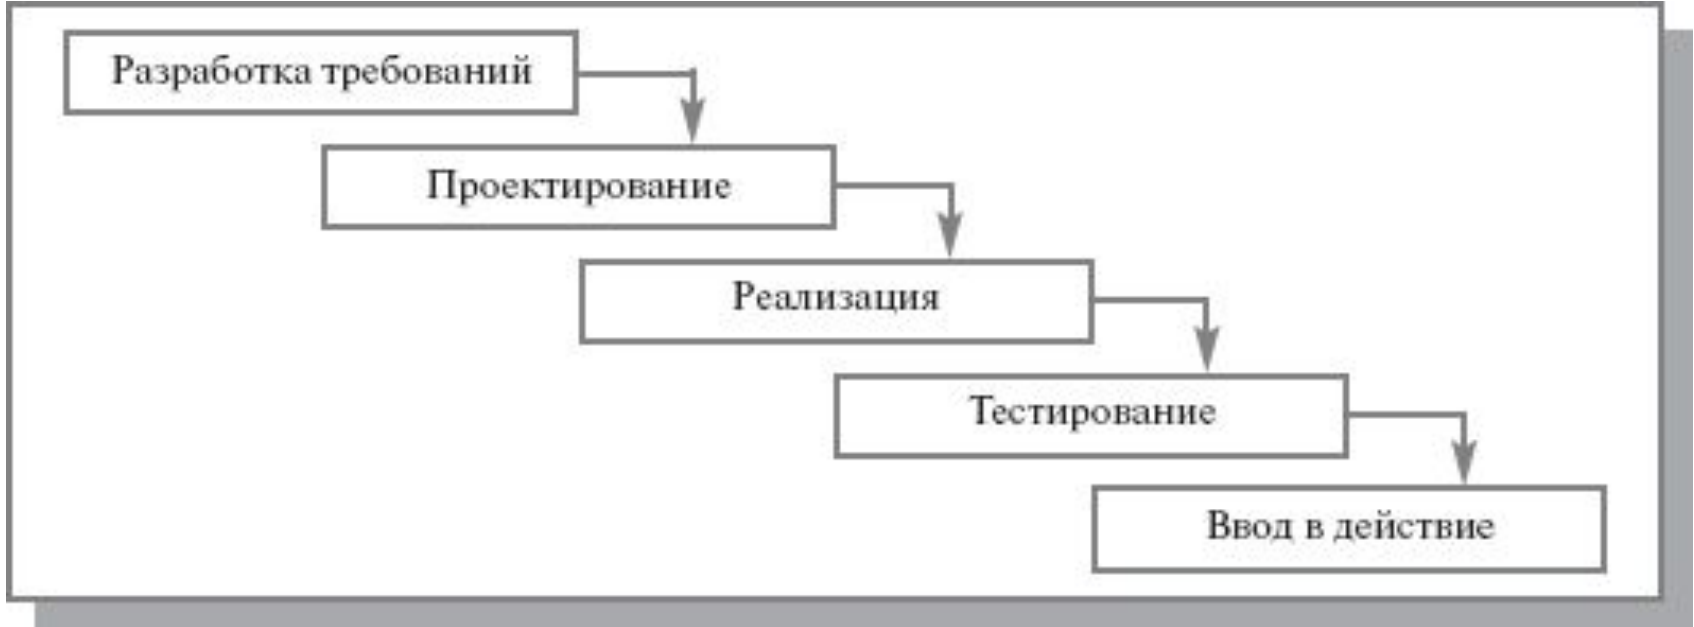 Разработка требований
Проектирование
Реализация
Тестирование
Ввод в действие